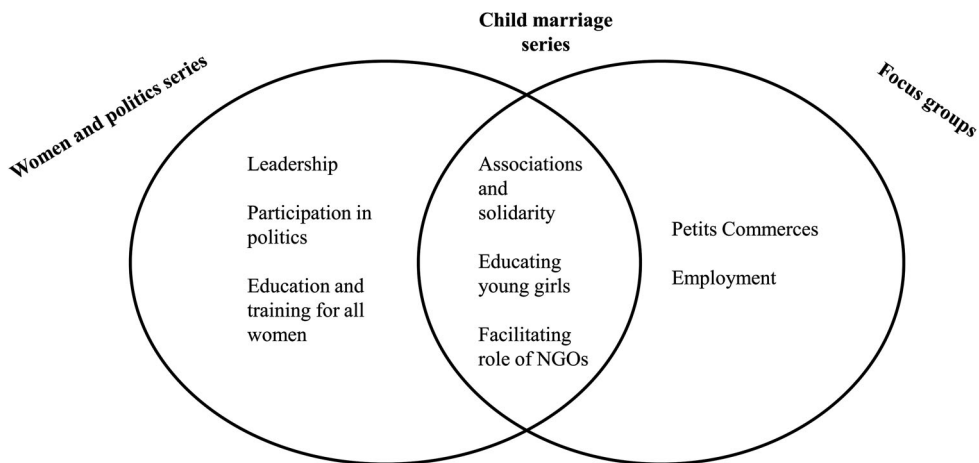 Child marriage
series
Women and politics series
Focus groups
Leadership
Participation in
politics
Education and
training for all
women
Associations
and
solidarity
Educating
young girls
Facilitating
role of NGOs
Petits Commerces
Employment